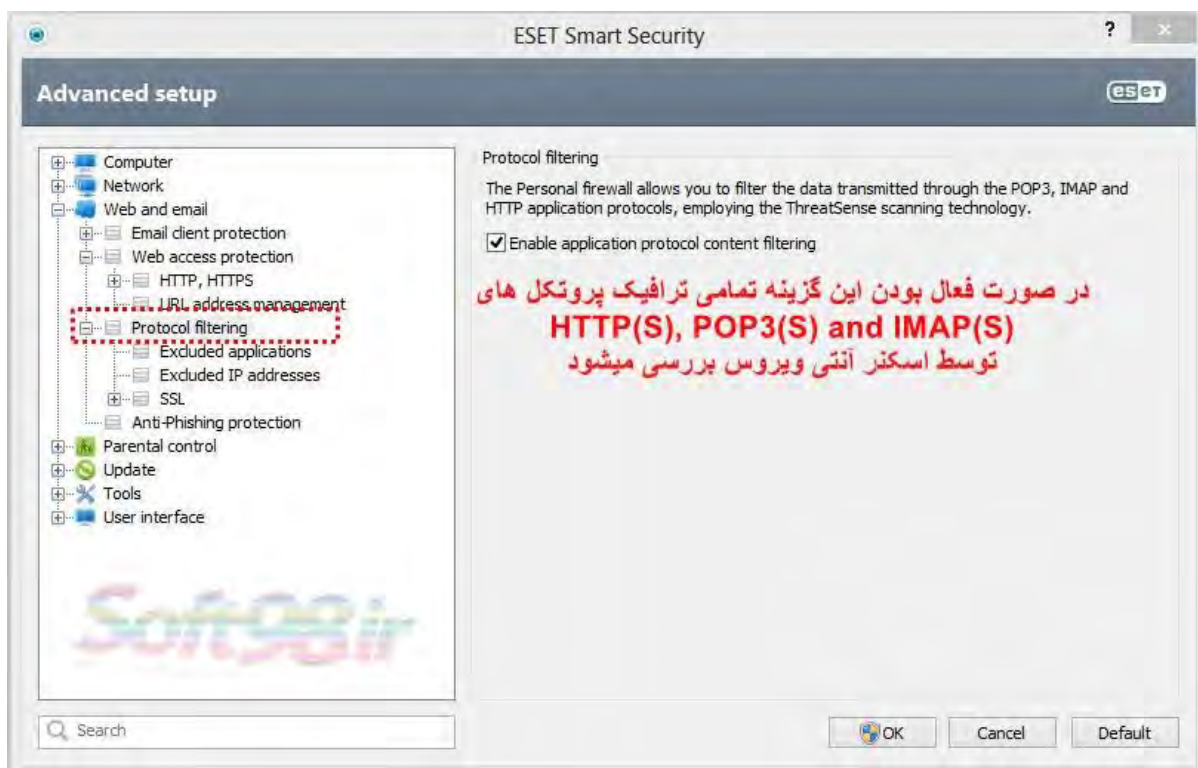 ESET Smart Security
?
Advanced setup
eset
Computer
Network
Web and email
Email client protection
Web access protection
HTTP, HTTPS
URL address management
Protocol filtering
Excluded applications
Excluded IP addresses
SSL
Anti-Phishing protection
Parental control
Update
Tools
User interface
Soft98.ir
Search
Protocol filtering
The Personal firewall allows you to filter the data transmitted through the POP3, IMAP and
HTTP application protocols, employing the ThreatSense scanning technology.
Enable application protocol content filtering
در صورت فعال بودن این گزینه تمامی ترافیک پروتکل های
HTTP(S), POP3(S) and IMAP(S)
توسط اسکنر آنتی ویروس بررسی میشود
OK
Cancel
Default